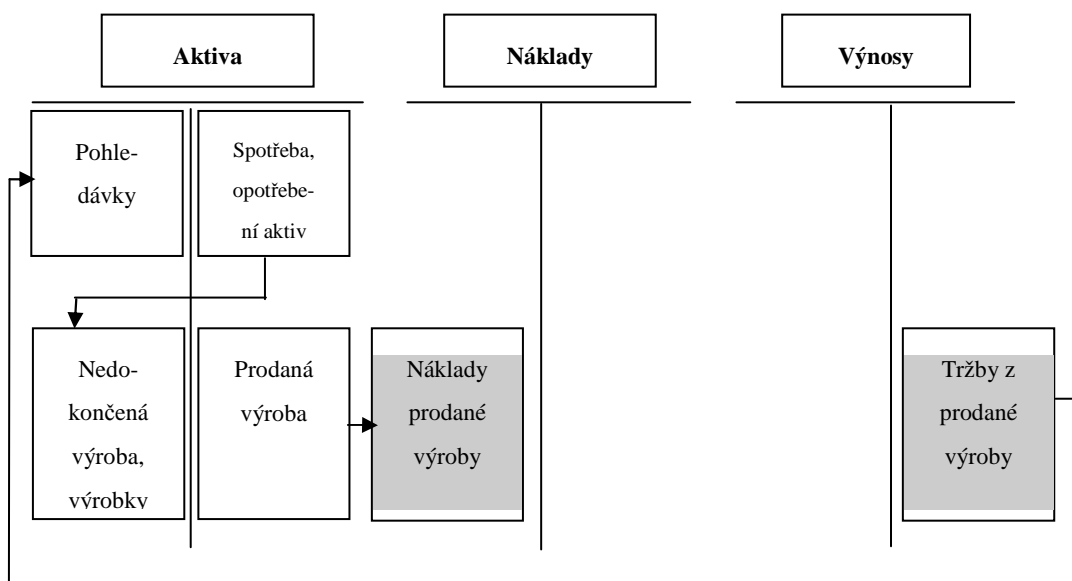 Aktiva
Náklady
Výnosy
Pohle-
dávky
Spotřeba,
opotřebe-
ní aktiv
Nedo-
končená
výroba,
výrobky
Prodaná
výroba
Náklady
prodané
výroby
Tržby z
prodané
výroby